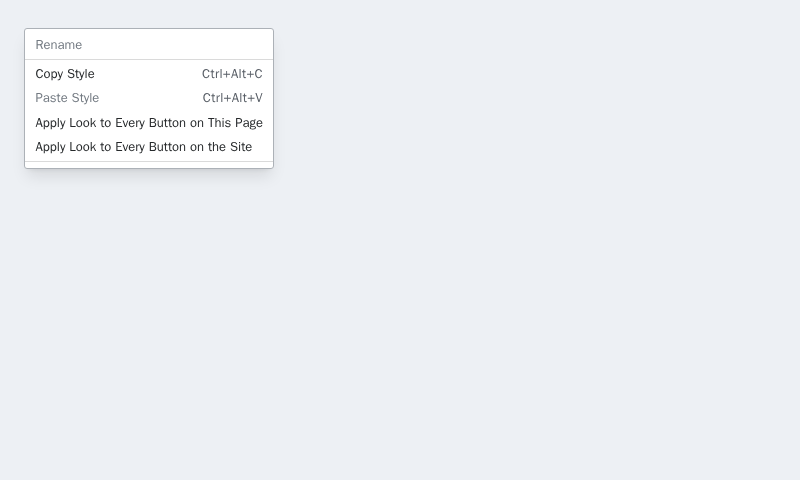 Rename
Copy Style Ctrl+Alt+C
Paste Style Ctrl+Alt+V
Apply Look to Every Button on This Page
Apply Look to Every Button on the Site